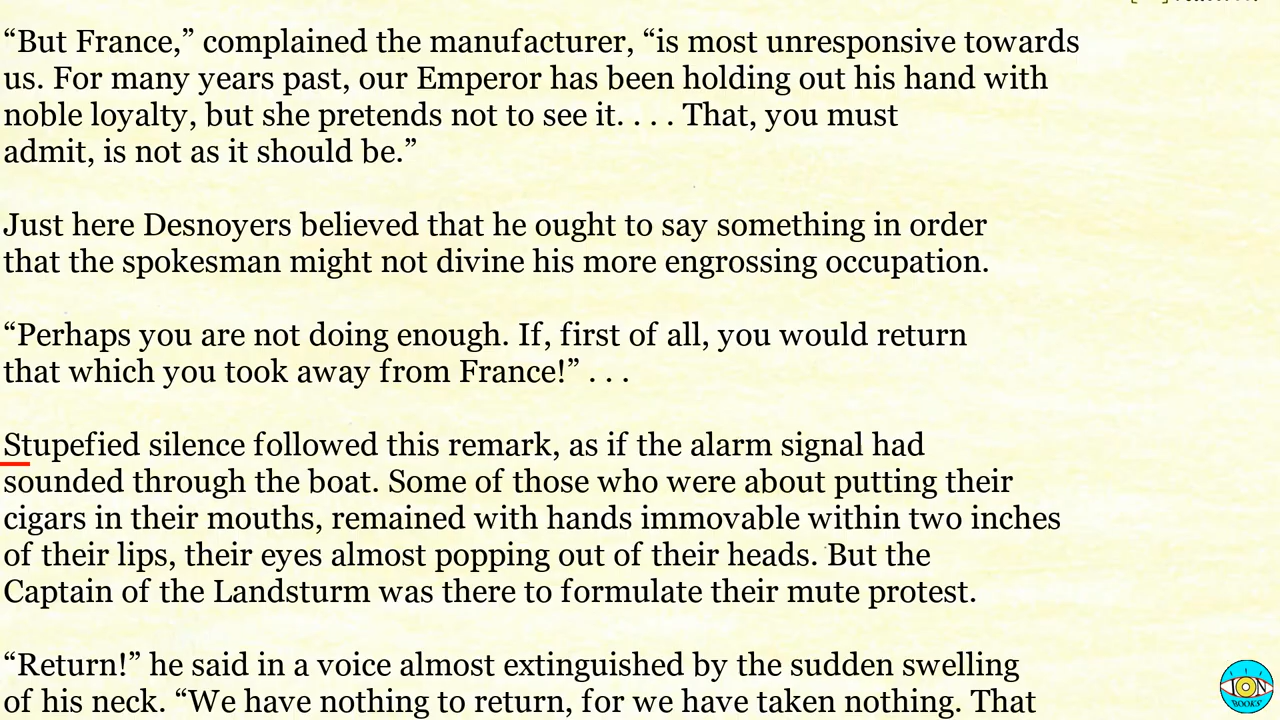 “But France,” complained the manufacturer, “is most unresponsive towards
us. For many years past, our Emperor has been holding out his hand with
noble loyalty, but she pretends not to see it. . . . That, you must
admit, is not as it should be.”
Just here Desnoyers believed that he ought to say something in order
that the spokesman might not divine his more engrossing occupation.
“Perhaps you are not doing enough. If, first of all, you would return
that which you took away from France!” . . .
Stupefied silence followed this remark, as if the alarm signal had
sounded through the boat. Some of those who were about putting their
cigars in their mouths, remained with hands immovable within two inches
of their lips, their eyes almost popping out of their heads. But the
Captain of the Landsturm was there to formulate their mute protest.
“Return!” he said in a voice almost extinguished by the sudden swelling
of his neck. “We have nothing to return, for we have taken nothing. That
ION
BOOKS